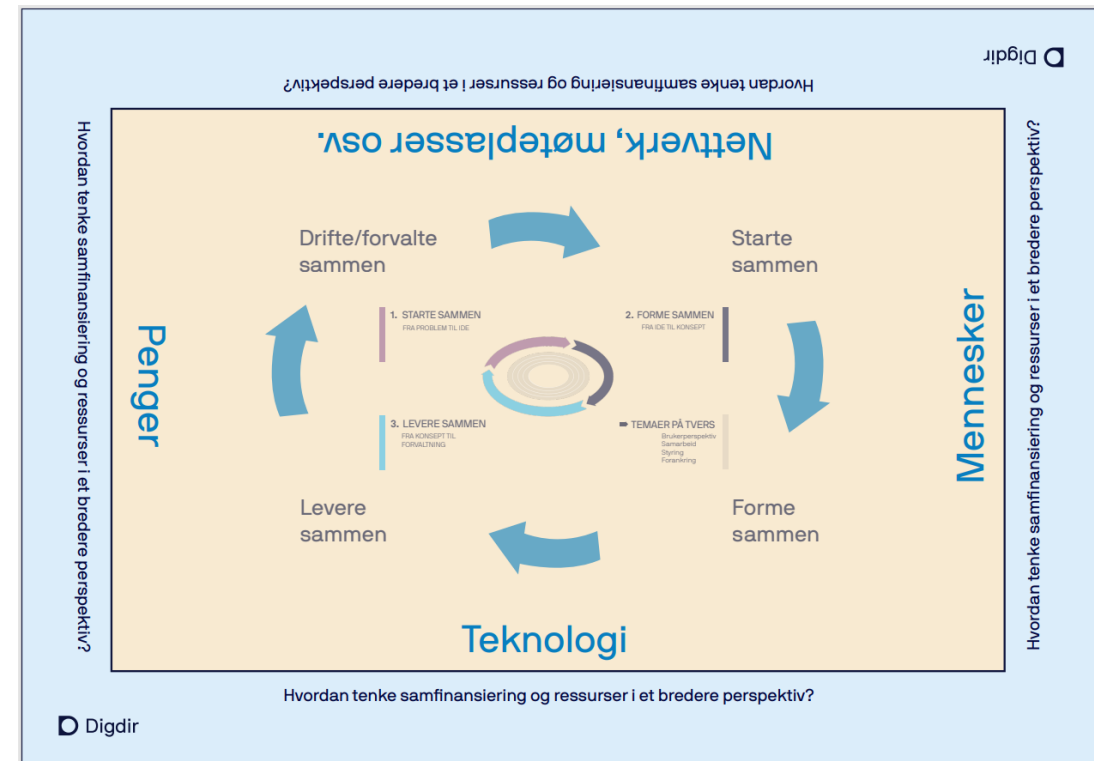 Digdir
Hvordan tenke samfinansiering og ressurser i et bredere perspektiv?
Nettverk, møteplasser osv.
Hvordan tenke samfinansiering og ressurser i et bredere perspektiv?
Penger
Drifte/forvalte
sammen
Starte
sammen
1. STARTE SAMMEN
FRA PROBLEM TIL IDE
2. FORME SAMMEN
FRA IDE TIL KONSEPT
3. LEVERE SAMMEN
FRA KONSEPT TIL
FORVALTNING
TEMAER PÅ TVERS
Brukerperspektiv
Samarbeid
Styring
Forankring
Levere
sammen
Forme
sammen
Mennesker
Hvordan tenke samfinansiering og ressurser i et bredere perspektiv?
Teknologi
Hvordan tenke samfinansiering og ressurser i et bredere perspektiv?
Digdir